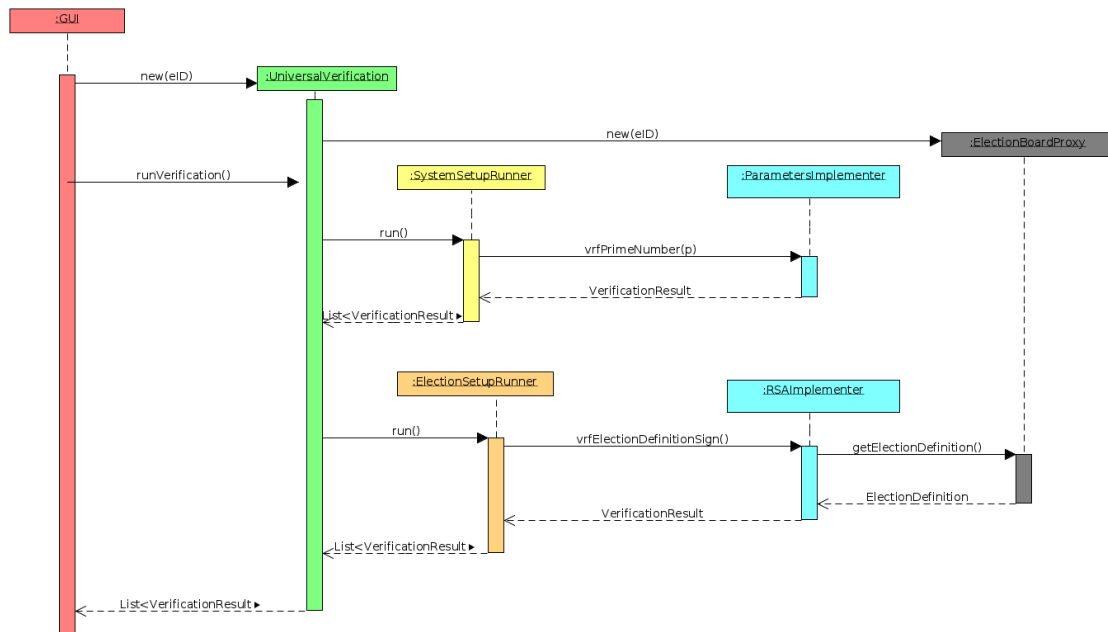 :GUI
:UniversalVerification
new(eID)
new(eID)
:ElectionBoardProxy
:SystemSetupRunner
:ParametersImplementer
runVerification()
run()
vrfPrimeNumber(p)
VerificationResult
List<VerificationResult▸
:ElectionSetupRunner
:RSAImplementer
run()
vrfElectionDefinitionSign()
getElectionDefinition()
ElectionDefinition
VerificationResult
List<VerificationResult▸
List<VerificationResult▸